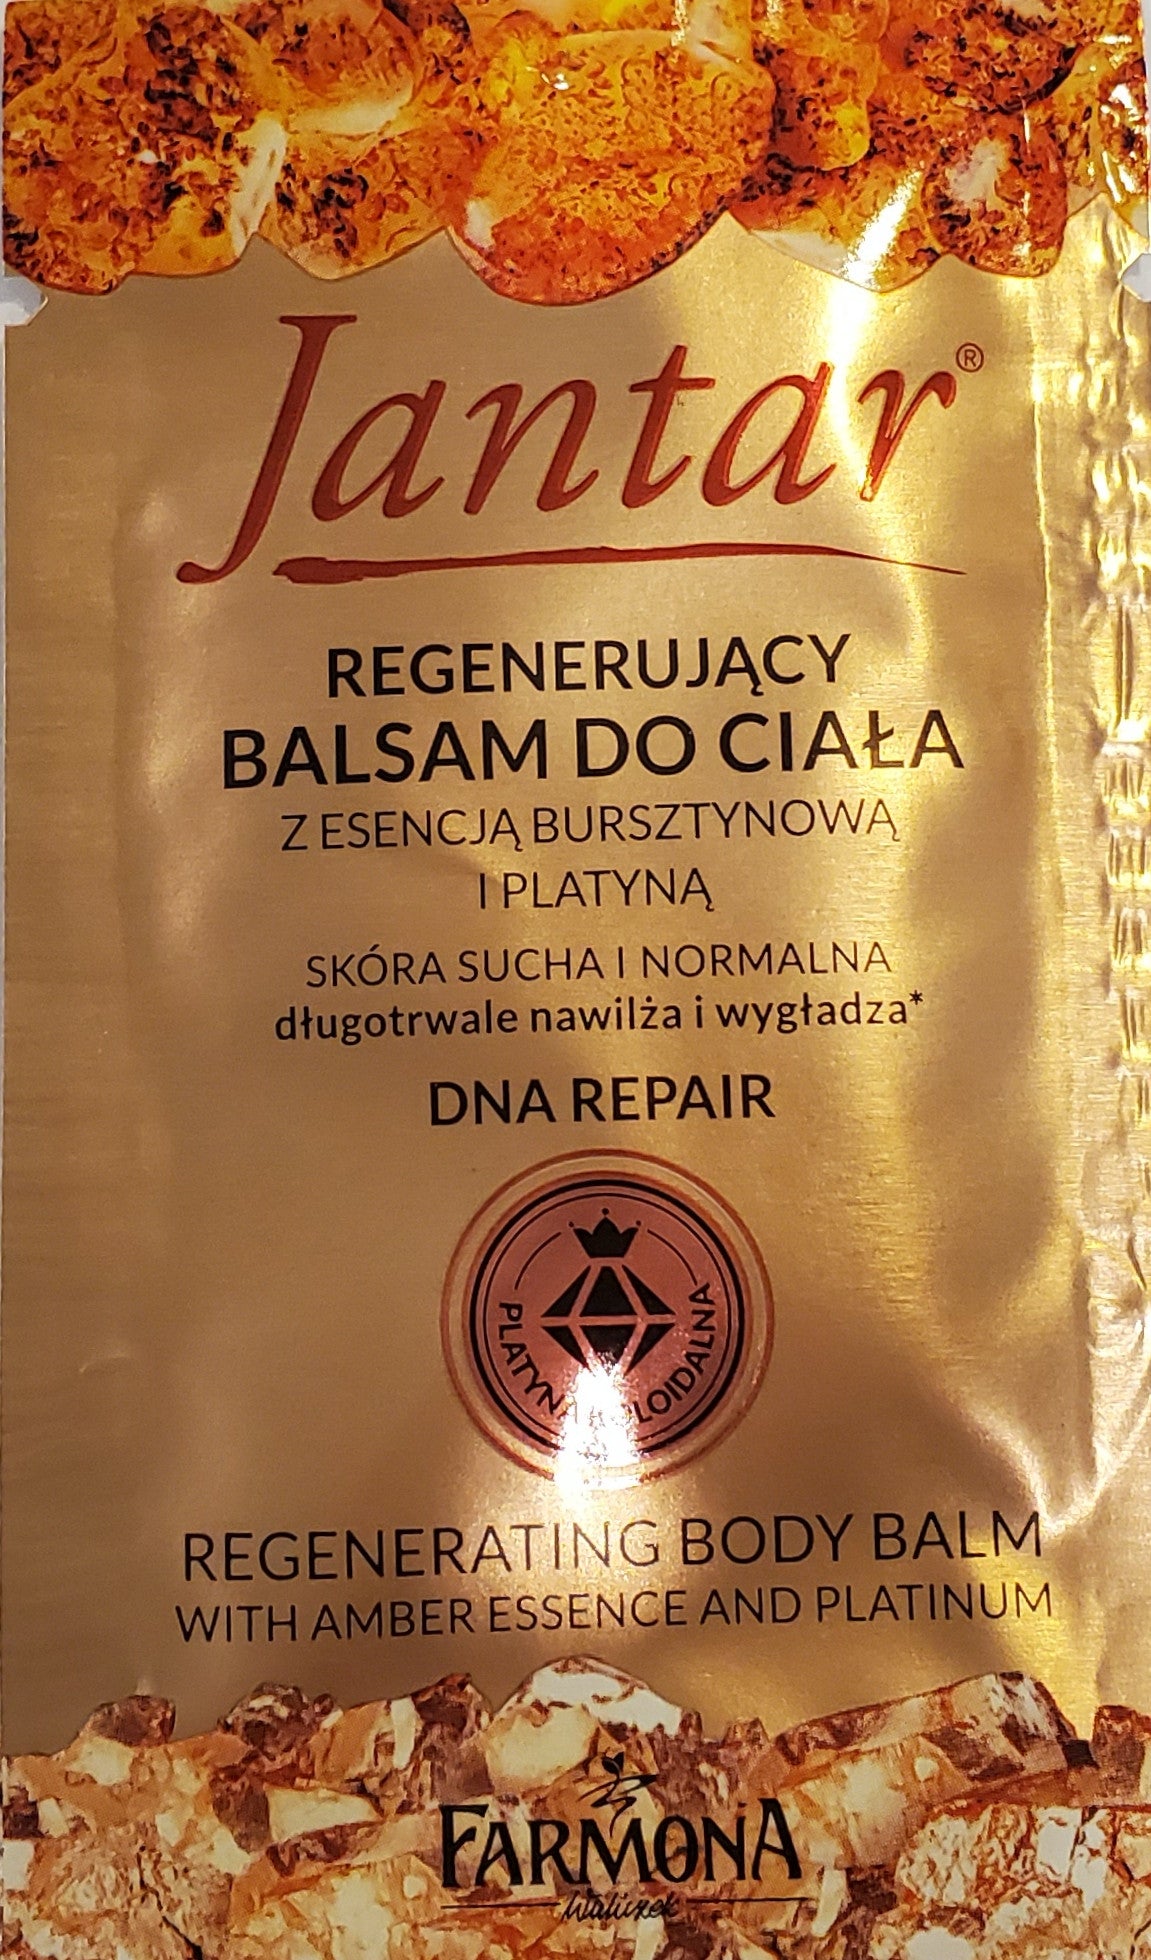 Jantar®
REGENERUJĄCY
BALSAM DO CIAŁA
Z ESENCJĄ BURSZTYNOWĄ
I PLATYNĄ
SKÓRA SUCHA I NORMALNA
długotrwale nawilża i wygładza*
DNA REPAIR
REGENERATING BODY BALM
WITH AMBER ESSENCE AND PLATINUM
FARMONA